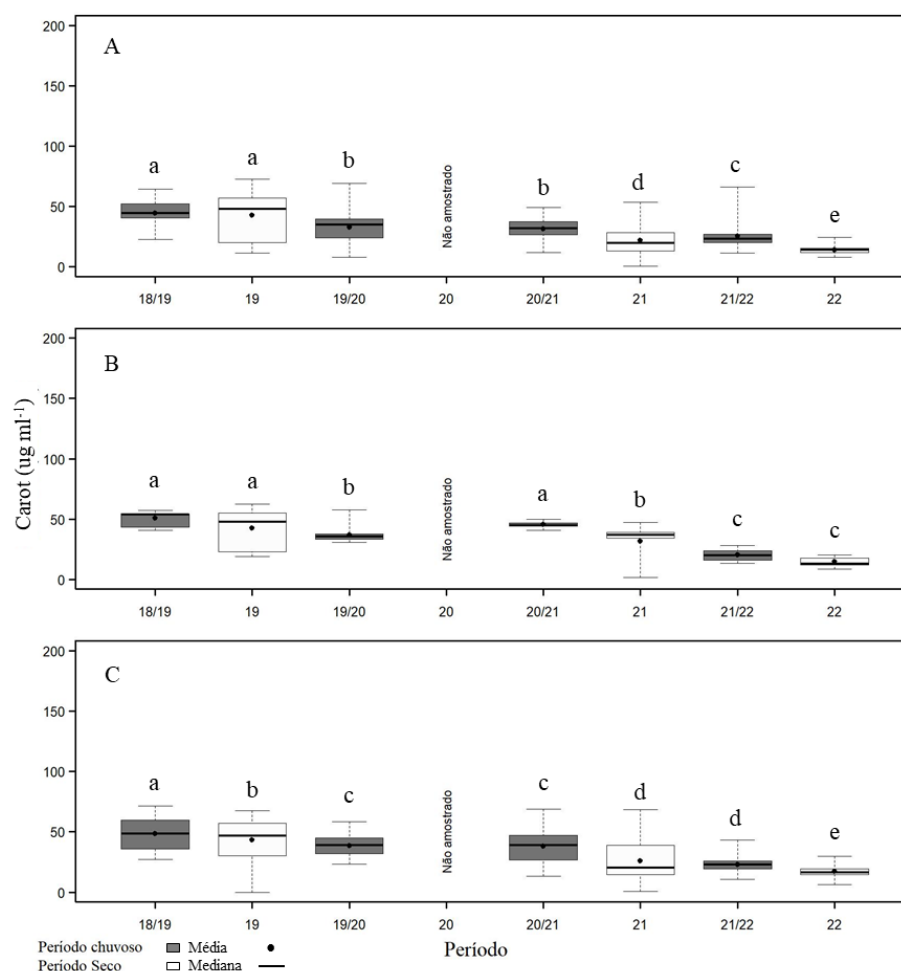 A
200
150
100
50
0
a a b b d c e
Não amostrado
18/19 19 19/20 20 20/21 21 21/22 22
B
200
150
100
50
0
a a b a b c c
Não amostrado
18/19 19 19/20 20 20/21 21 21/22 22
Carot (ug ml-1)
C
200
150
100
50
0
a b c c d d e
Não amostrado
18/19 19 19/20 20 20/21 21 21/22 22
Período
Período chuvoso Média
Período Seco Mediana